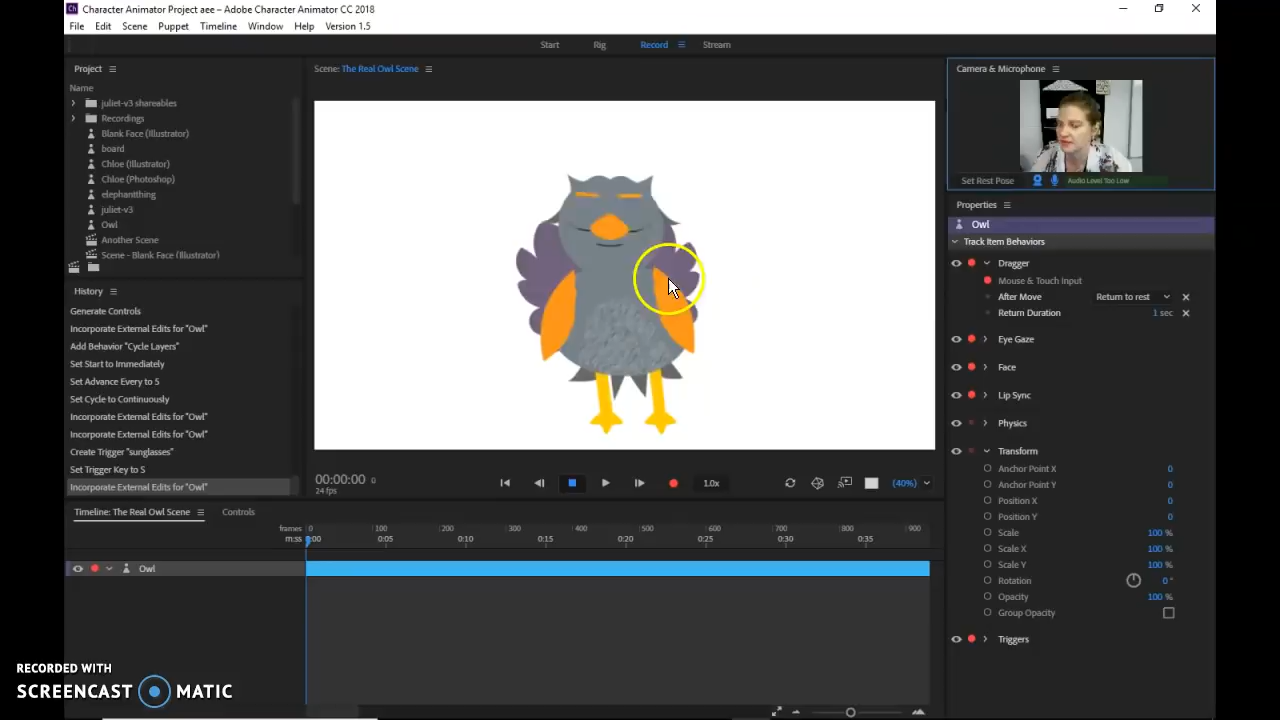 Ch Character Animator Project aee – Adobe Character Animator CC 2018
File Edit Scene Puppet Timeline Window Help Version 1.5
Start Rig Record Stream
Project
Name
juliet-v3 shareables
Recordings
Blank Face (Illustrator)
board
Chloe (Illustrator)
Chloe (Photoshop)
elephantthing
juliet-v3
Owl
Another Scene
Scene - Blank Face (Illustrator)
History
Generate Controls
Incorporate External Edits for "Owl"
Add Behavior "Cycle Layers"
Set Start to Immediately
Set Advance Every to 5
Set Cycle to Continuously
Incorporate External Edits for "Owl"
Incorporate External Edits for "Owl"
Create Trigger "sunglasses"
Set Trigger Key to S
Incorporate External Edits for "Owl"
Scene: The Real Owl Scene
00:00:00 0
24 fps
1.0x
(40%)
Camera & Microphone
Set Rest Pose Audio Level Too Low
Properties
Owl
Track Item Behaviors
Dragger
Mouse & Touch Input
After Move Return to rest
Return Duration 1 sec
Eye Gaze
Face
Lip Sync
Physics
Transform
Anchor Point X 0
Anchor Point Y 0
Position X 0
Position Y 0
Scale 100 %
Scale X 100 %
Scale Y 100 %
Rotation 0 °
Opacity 100 %
Group Opacity
Triggers
Timeline: The Real Owl Scene Controls
frames 0 100 200 300 400 500 600 700 800 900
m:ss 0:00 0:05 0:10 0:15 0:20 0:25 0:30 0:35
Owl
RECORDED WITH
SCREENCAST MATIC